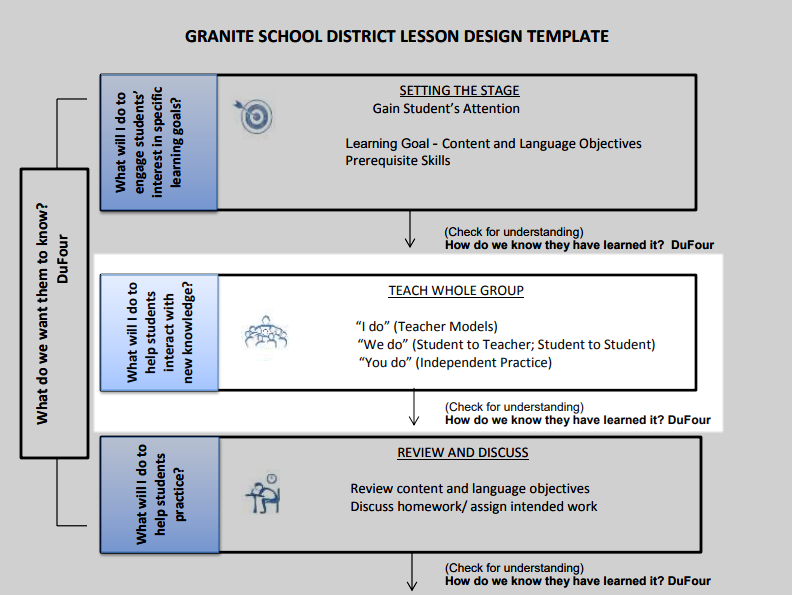 GRANITE SCHOOL DISTRICT LESSON DESIGN TEMPLATE
What do we want them to know?
DuFour
What will I do to
engage students’
interest in specific
learning goals?
SETTING THE STAGE
Gain Student’s Attention
Learning Goal - Content and Language Objectives
Prerequisite Skills
(Check for understanding)
How do we know they have learned it? DuFour
What will I do to
help students
interact with
new knowledge?
TEACH WHOLE GROUP
“I do” (Teacher Models)
“We do” (Student to Teacher; Student to Student)
“You do” (Independent Practice)
(Check for understanding)
How do we know they have learned it? DuFour
What will I do to
help students
practice?
REVIEW AND DISCUSS
Review content and language objectives
Discuss homework/ assign intended work
(Check for understanding)
How do we know they have learned it? DuFour